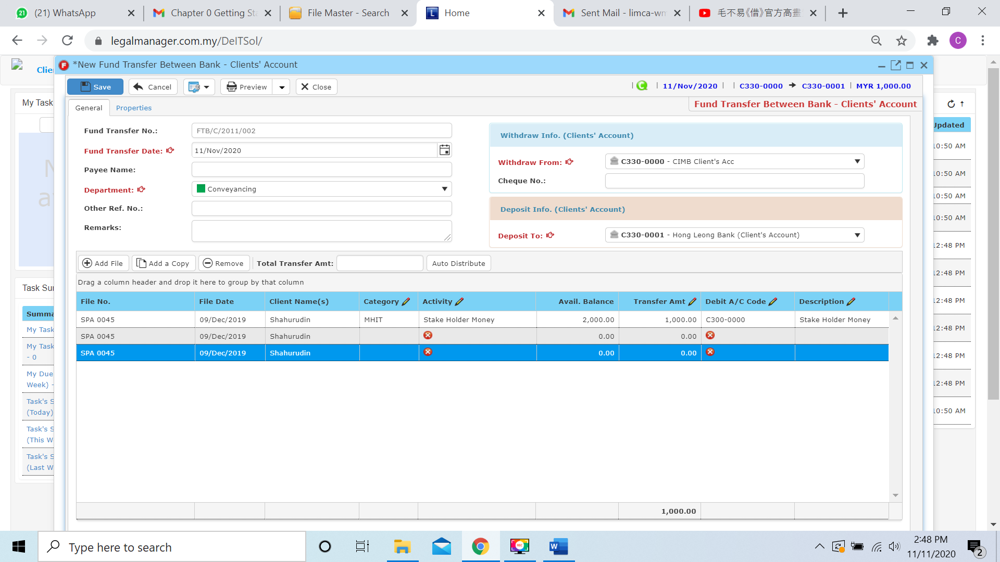 (21) WhatsApp
Chapter 0 Getting Sta
File Master - Search
Home
Sent Mail - limca-wm
毛不易《借》官方高畫
legalmanager.com.my/DeITSol/
Clie
*New Fund Transfer Between Bank - Clients' Account
Save
Cancel
Preview
Close
11/Nov/2020
C330-0000
C330-0001
MYR 1,000.00
General
Properties
Fund Transfer Between Bank - Clients' Account
My Task
Updated
Fund Transfer No.:
FTB/C/2011/002
Fund Transfer Date:
11/Nov/2020
Payee Name:
Department:
Conveyancing
Other Ref. No.:
Remarks:
Withdraw Info. (Clients' Account)
Withdraw From:
C330-0000 - CIMB Client's Acc
Cheque No.:
Deposit Info. (Clients' Account)
Deposit To:
C330-0001 - Hong Leong Bank (Client's Account)
Add File
Add a Copy
Remove
Total Transfer Amt:
Auto Distribute
Drag a column header and drop it here to group by that column
File No. File Date Client Name(s) Category Activity Avail. Balance Transfer Amt Debit A/C Code Description
SPA 0045 09/Dec/2019 Shahurudin MHIT Stake Holder Money 2,000.00 1,000.00 C300-0000 Stake Holder Money
SPA 0045 09/Dec/2019 Shahurudin 0.00 0.00
SPA 0045 09/Dec/2019 Shahurudin 0.00 0.00
1,000.00
Task Su
Summa
My Task
My Task
- 0
My Due
Week) -
Task's S
(Today)
Task's S
(This W
Task's S
(Last W
10:50 AM
10:50 AM
10:50 AM
10:50 AM
12:48 PM
12:48 PM
12:48 PM
12:48 PM
12:48 PM
12:48 PM
10:50 AM
Type here to search
2:48 PM
11/11/2020
2